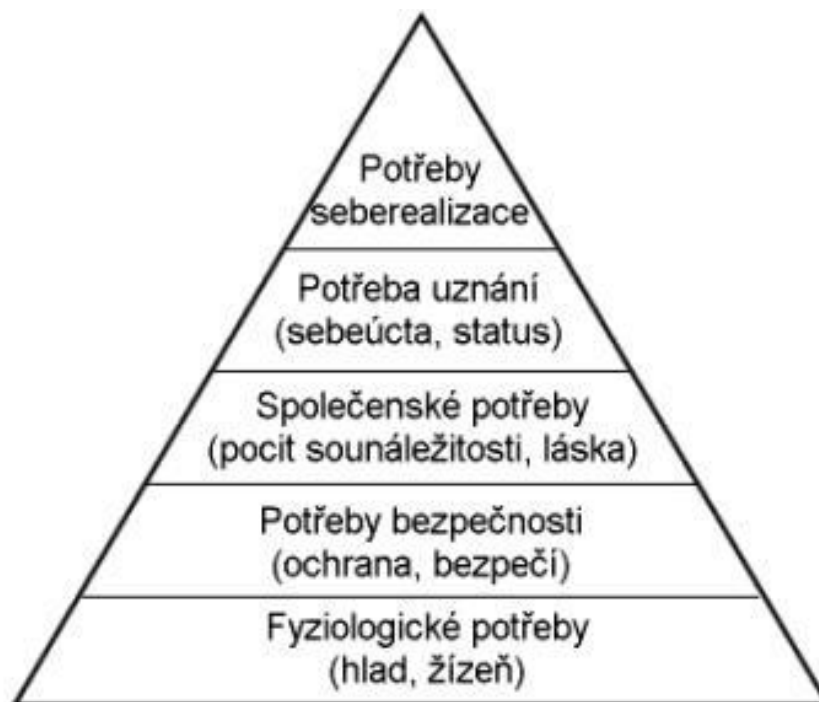 Potřeby
seberealizace
Potřeba uznání
(sebeúcta, status)
Společenské potřeby
(pocit sounáležitosti, láska)
Potřeby bezpečnosti
(ochrana, bezpečí)
Fyziologické potřeby
(hlad, žízeň)